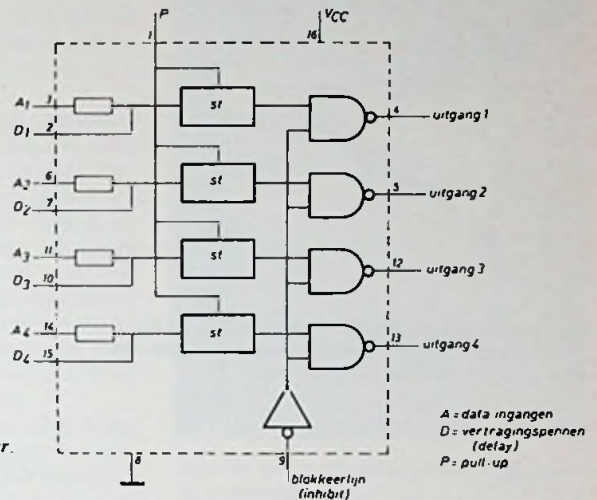 P
VCC
1
16
A1 3
st
4 uitgang 1
D1 2
A2 6
st
5 uitgang 2
D2 7
A3 11
st
12 uitgang 3
D3 10
A4 14
st
13 uitgang 4
D4 15
A = data ingangen
D = vertragingspennen
(delay)
P = pull-up
8
9
blokkeerlijn
(inhibit)